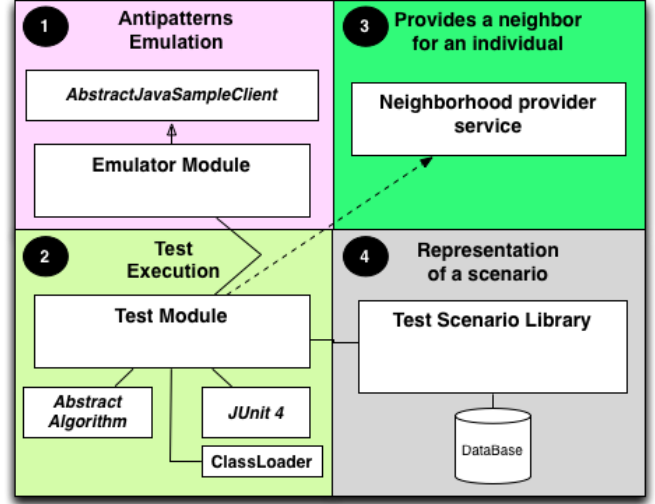 1
Antipatterns
Emulation
AbstractJavaSampleClient
Emulator Module
3
Provides a neighbor
for an individual
Neighborhood provider
service
2
Test
Execution
Test Module
Abstract
Algorithm
JUnit 4
ClassLoader
4
Representation
of a scenario
Test Scenario Library
DataBase